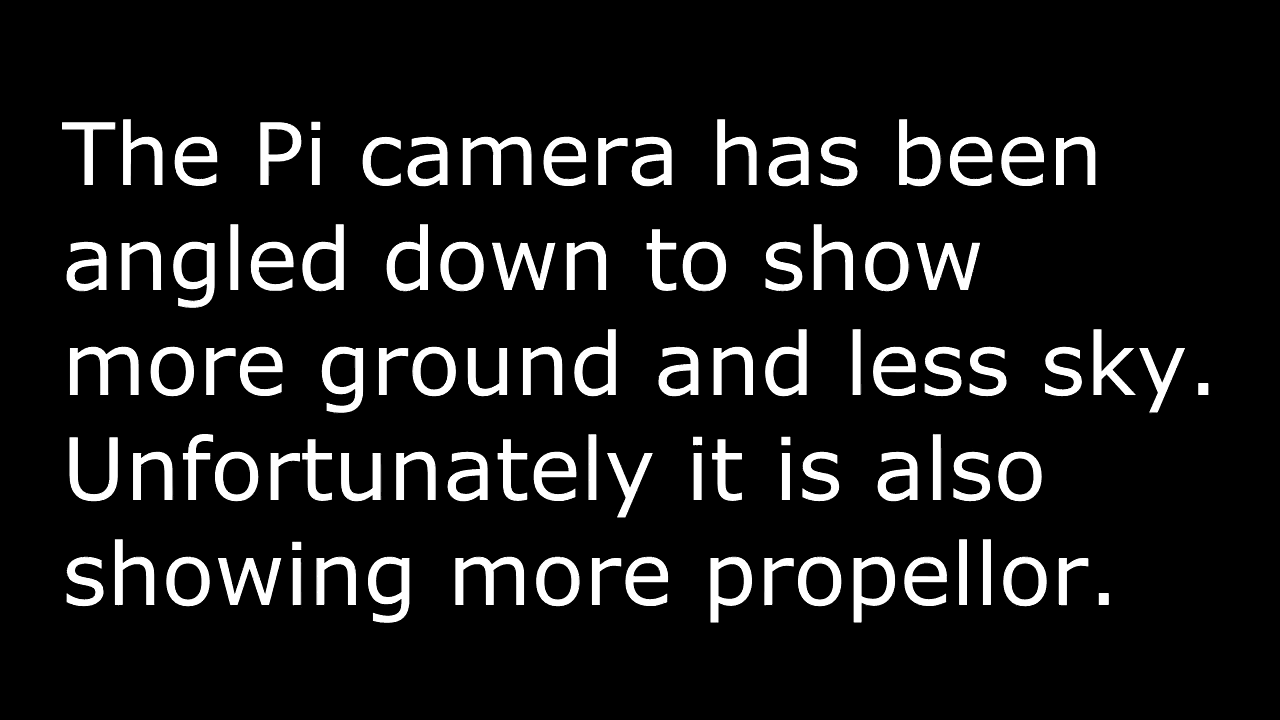 The Pi camera has been
angled down to show
more ground and less sky.
Unfortunately it is also
showing more propellor.